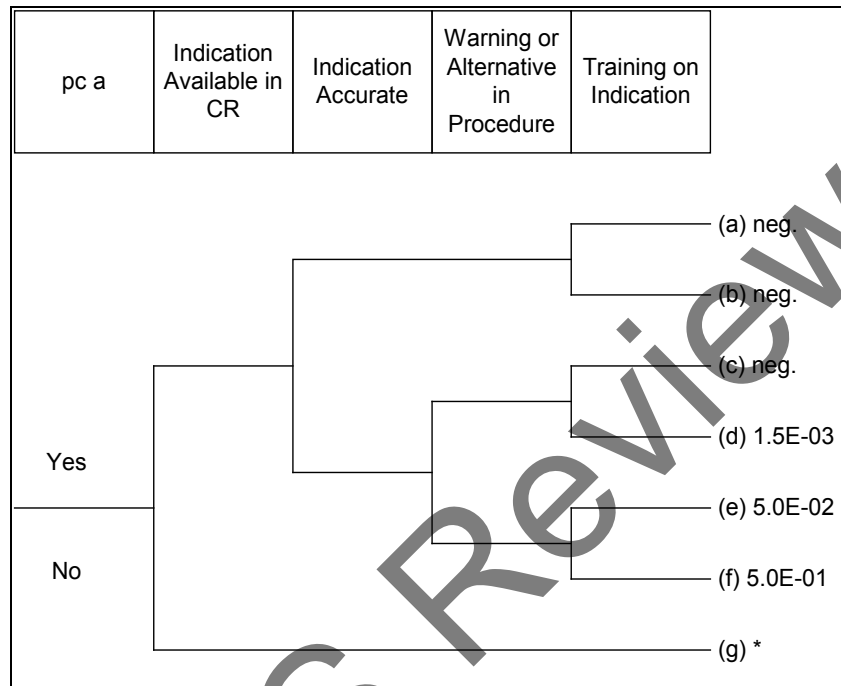 pc a
Indication
Available in
CR
Indication
Accurate
Warning or
Alternative
in
Procedure
Training on
Indication
(a) neg.
(b) neg.
(c) neg.
Yes
(d) 1.5E-03
(e) 5.0E-02
No
(f) 5.0E-01
(g) *
Review